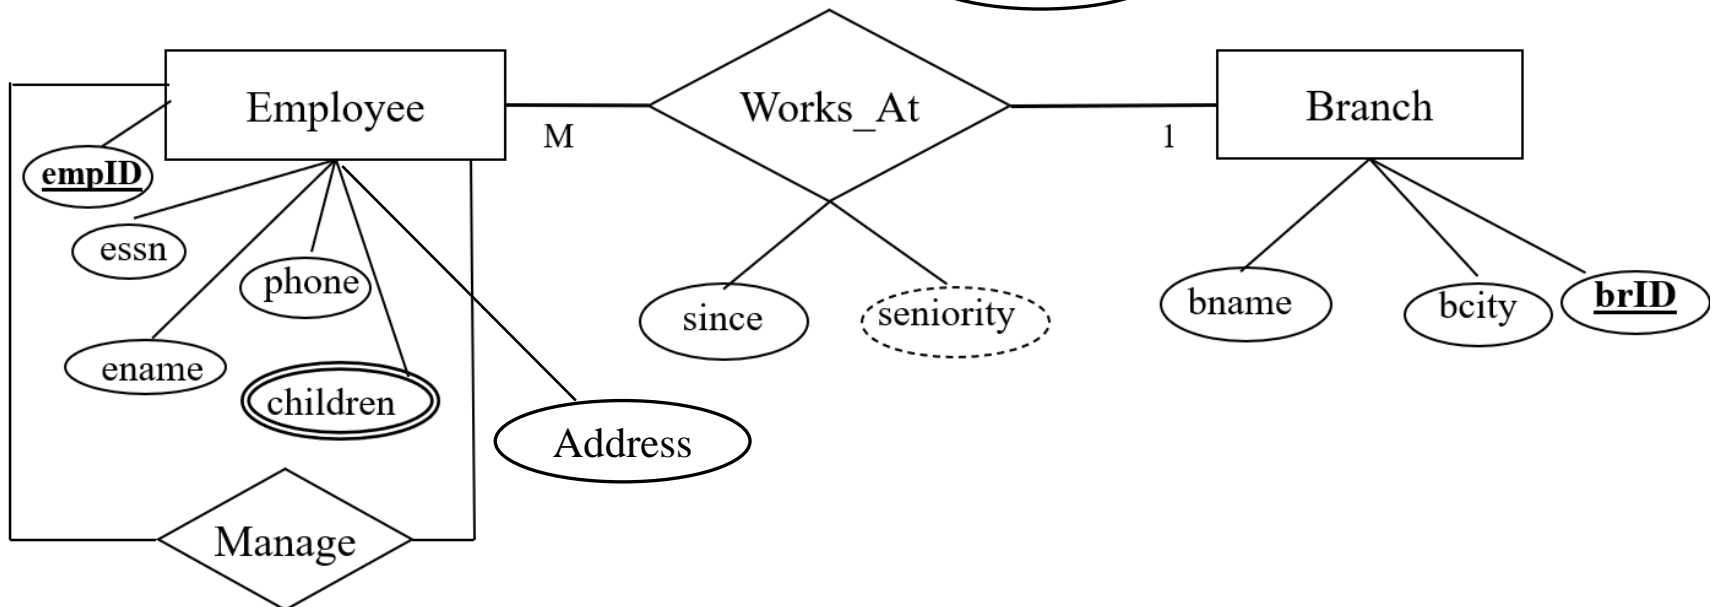 Employee
Works_At
Branch
M
1
empID
essn
phone
ename
children
Address
since
seniority
bname
bcity
brID
Manage